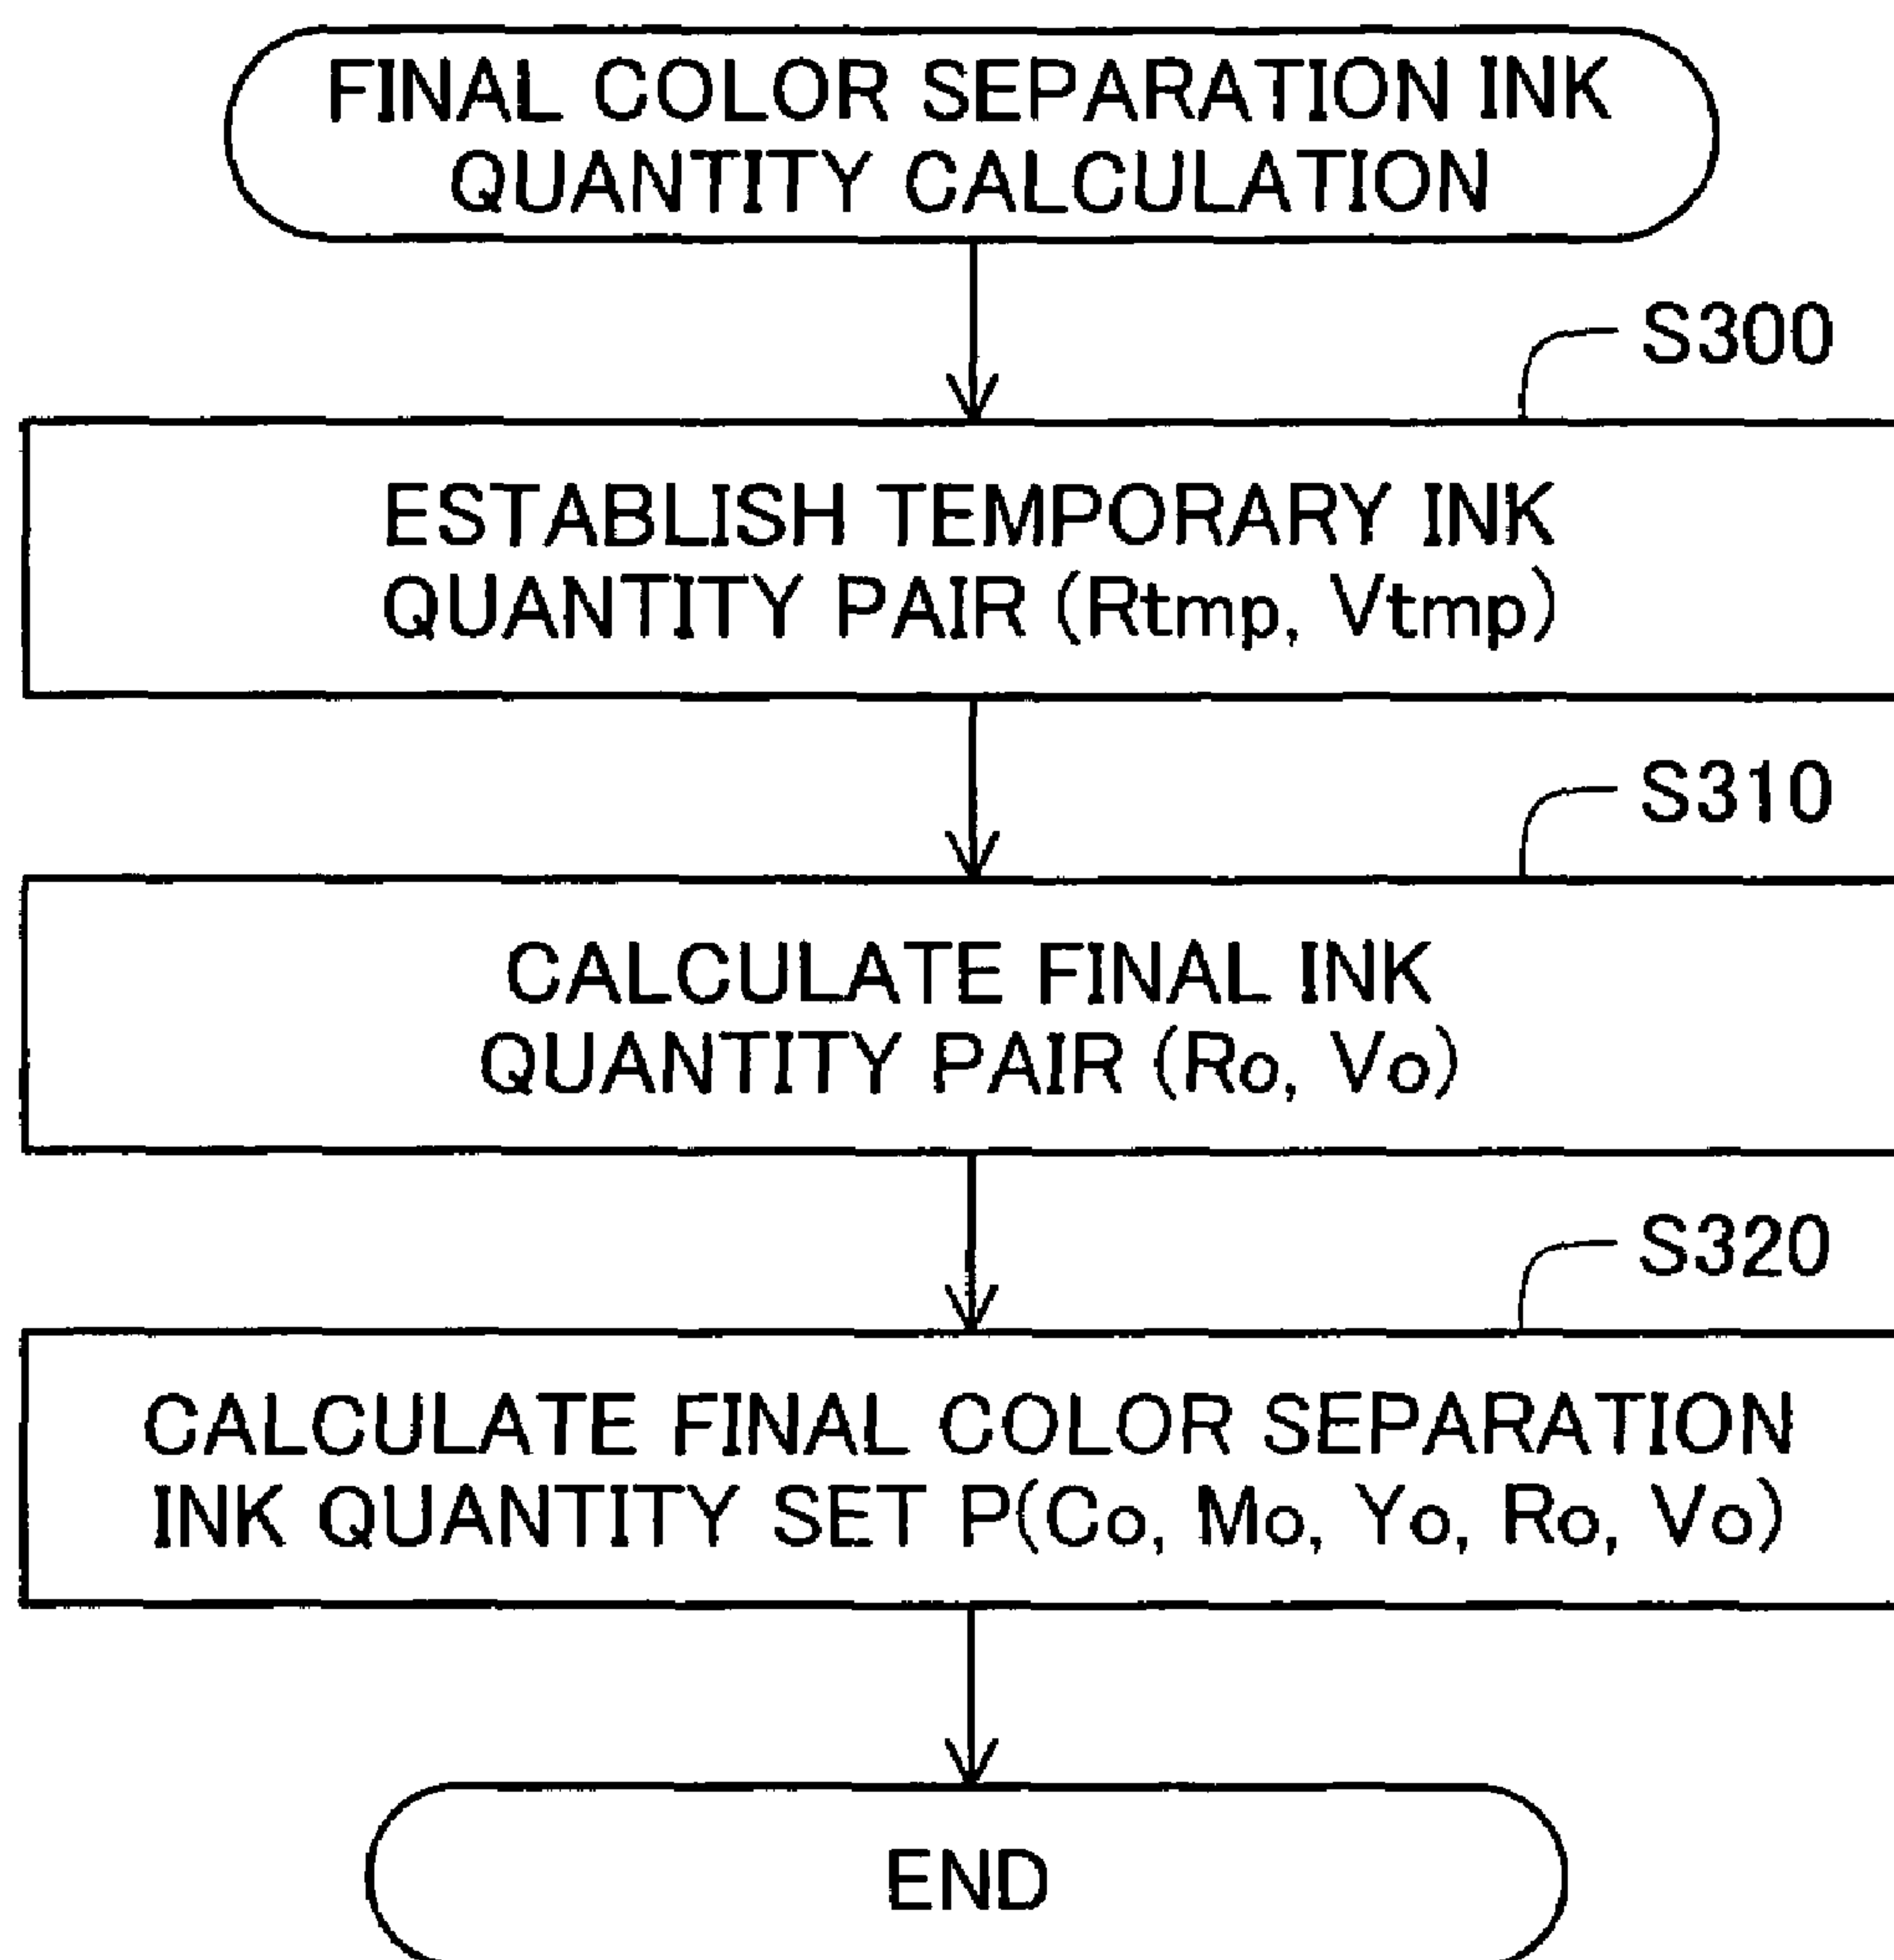 FINAL COLOR SEPARATION INK
QUANTITY CALCULATION
S300
ESTABLISH TEMPORARY INK
QUANTITY PAIR (Rtmp, Vtmp)
S310
CALCULATE FINAL INK
QUANTITY PAIR (Ro, Vo)
S320
CALCULATE FINAL COLOR SEPARATION
INK QUANTITY SET P(Co, Mo, Yo, Ro, Vo)
END